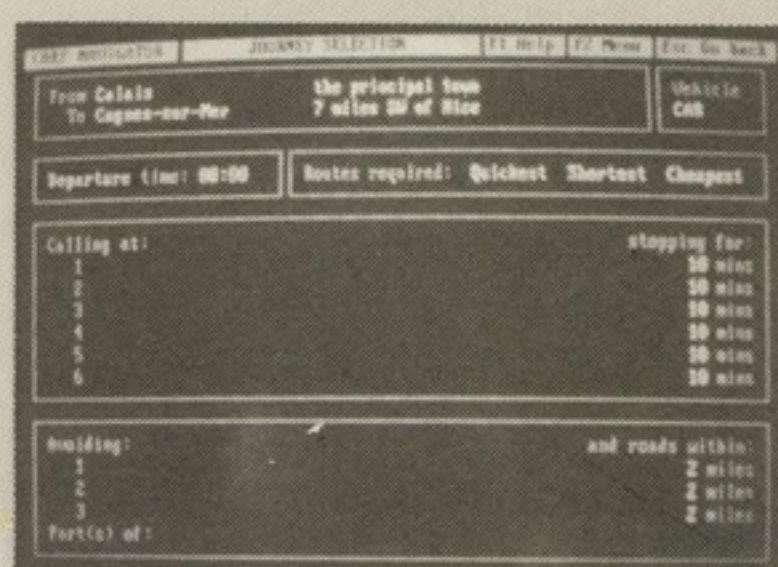 JOURNEY SELECTION F1 Help F2 Menu Esc Go back
From Calais the principal town Vehicle
To Cagnes-sur-Mer 7 miles SW of Nice CAR
Departure time: 08:00 Routes required: Quickest Shortest Cheapest
Calling at: stopping for:
1 10 mins
2 10 mins
3 10 mins
4 10 mins
5 10 mins
6 10 mins
Avoiding: and roads within:
1 2 miles
2 2 miles
3 2 miles
Port(s) of: